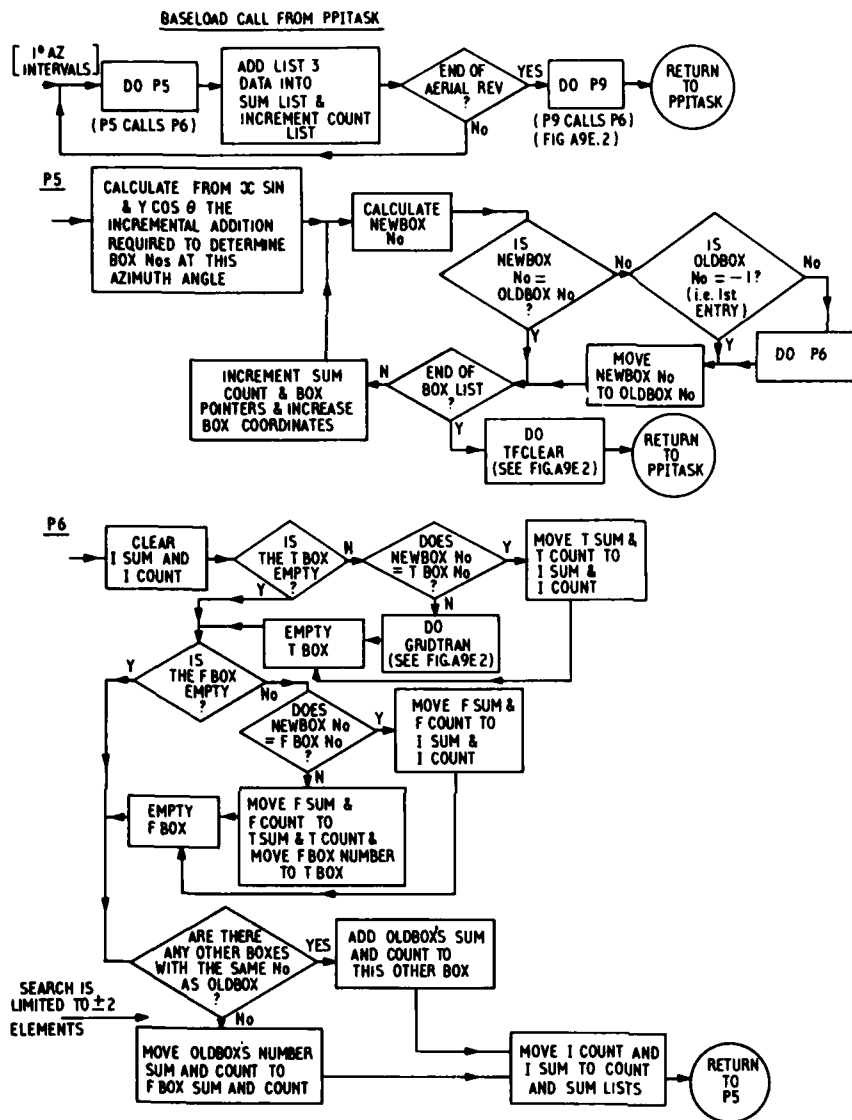 BASELOAD CALL FROM PPITASK
[ 1° AZ
INTERVALS ]
DO P5
(P5 CALLS P6)
ADD LIST 3
DATA INTO
SUM LIST &
INCREMENT COUNT
LIST
END OF
AERIAL REV
?
YES
No
DO P9
(P9 CALLS P6)
(FIG A9E.2)
RETURN
TO
PPITASK
P5
CALCULATE FROM X SIN
& Y COS θ THE
INCREMENTAL ADDITION
REQUIRED TO DETERMINE
BOX Nos AT THIS
AZIMUTH ANGLE
CALCULATE
NEWBOX
No
IS
NEWBOX
No =
OLDBOX No
?
No
Y
IS
OLDBOX
No = -1?
(i.e. 1st
ENTRY)
No
Y
DO P6
MOVE
NEWBOX No
TO OLDBOX No
END OF
BOX LIST
?
N
Y
INCREMENT SUM
COUNT & BOX
POINTERS & INCREASE
BOX COORDINATES
DO
TFCLEAR
(SEE FIG.A9E2)
RETURN
TO
PPITASK
P6
CLEAR
I SUM AND
I COUNT
IS
THE T BOX
EMPTY
?
N
Y
DOES
NEWBOX No
= T BOX No
?
Y
N
MOVE T SUM &
T COUNT TO
I SUM &
I COUNT
DO
GRIDTRAN
(SEE FIG.A9E2)
EMPTY
T BOX
IS
THE F BOX
EMPTY
?
Y
No
DOES
NEWBOX No
= F BOX No
?
Y
N
MOVE F SUM &
F COUNT TO
I SUM &
I COUNT
MOVE F SUM &
F COUNT TO
T SUM & T COUNT &
MOVE F BOX NUMBER
TO T BOX
EMPTY
F BOX
ARE THERE
ANY OTHER BOXES
WITH THE SAME No
AS OLDBOX
?
YES
No
ADD OLDBOX'S SUM
AND COUNT TO
THIS OTHER BOX
SEARCH IS
LIMITED TO ±2
ELEMENTS
MOVE OLDBOX'S NUMBER
SUM AND COUNT TO
F BOX SUM AND COUNT
MOVE I COUNT AND
I SUM TO COUNT
AND SUM LISTS
RETURN
TO
P5